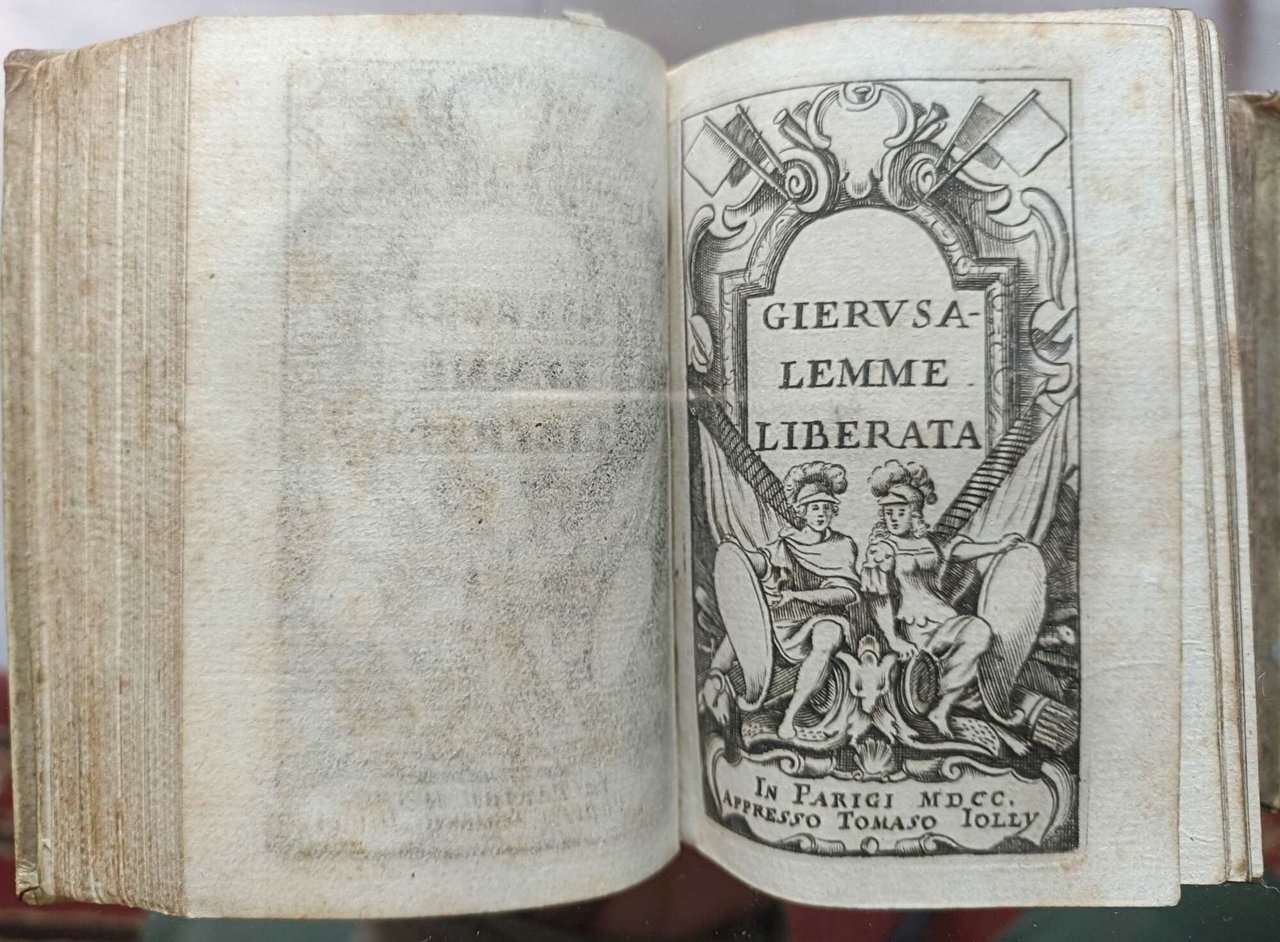 GIERVSA-
LEMME
LIBERATA
IN PARIGI MDCC.
APPRESSO TOMASO IOLLY